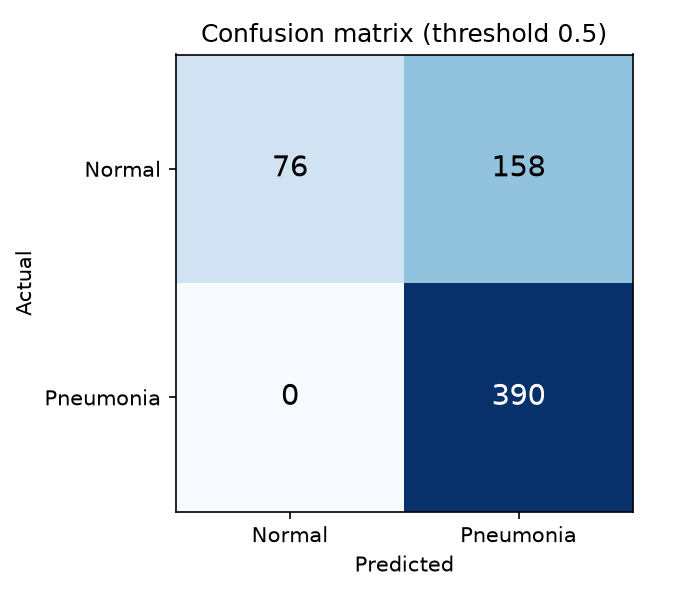 Confusion matrix (threshold 0.5)
Normal
76
158
Actual
Pneumonia
0
390
Normal
Pneumonia
Predicted